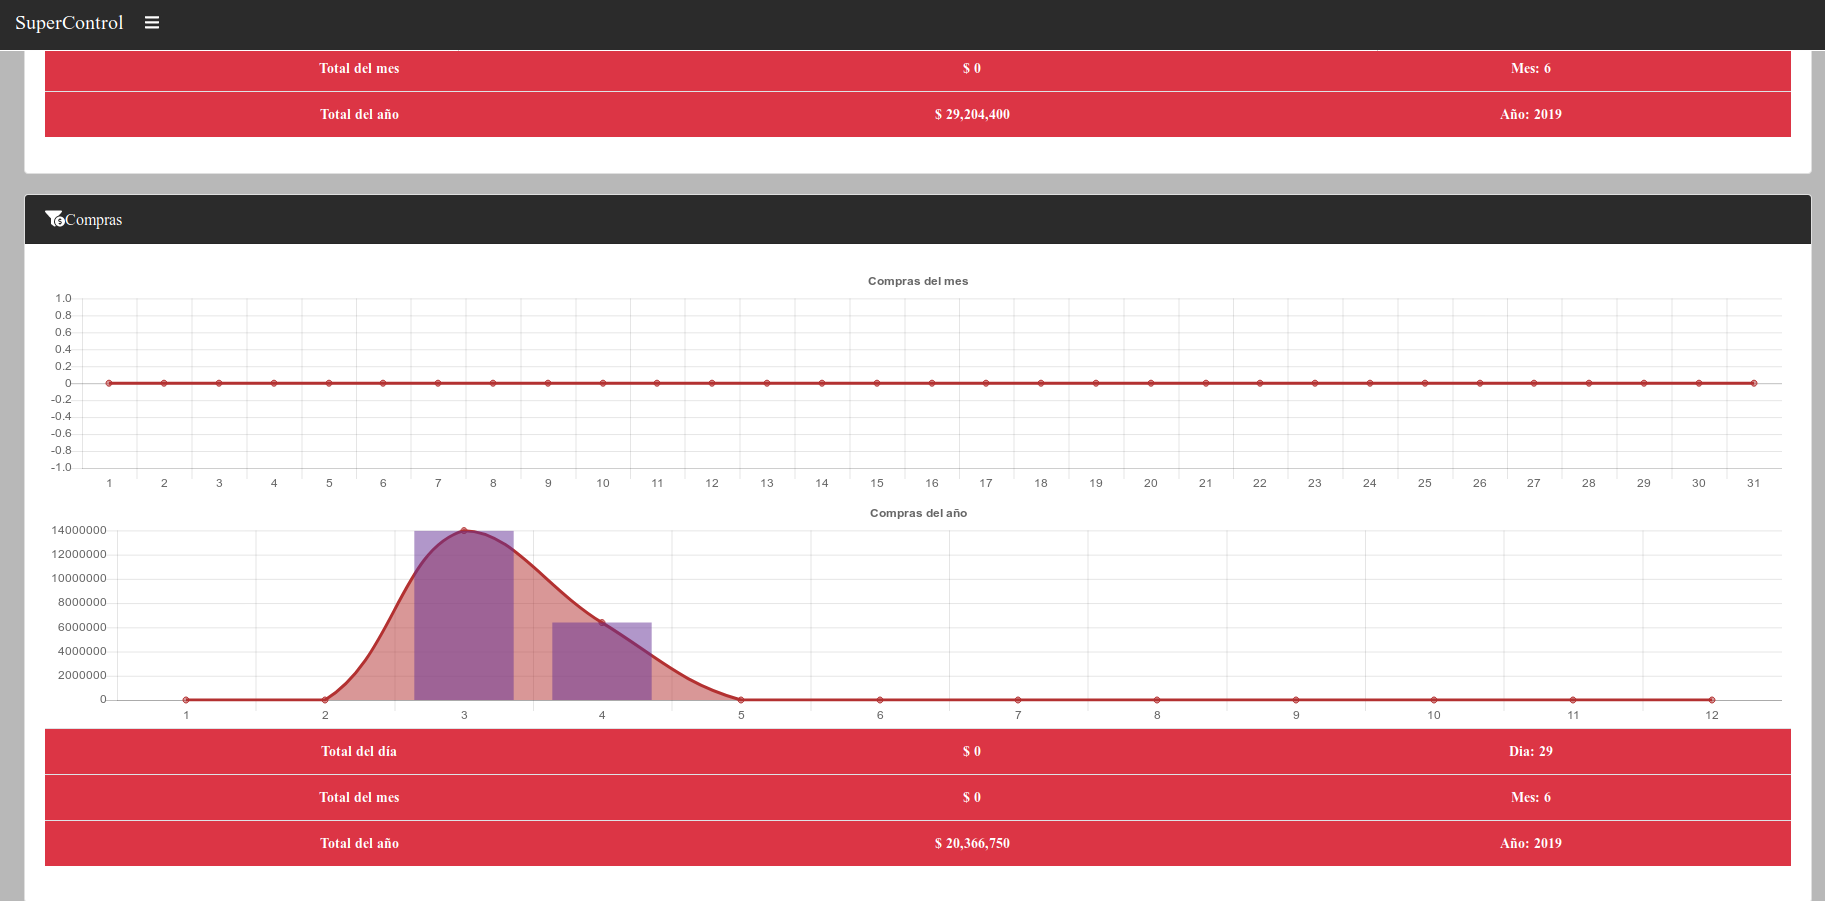 SuperControl
Total del mes $ 0 Mes: 6
Total del año $ 29,204,400 Año: 2019
Compras
Compras del mes
1.0
0.8
0.6
0.4
0.2
0
-0.2
-0.4
-0.6
-0.8
-1.0
1 2 3 4 5 6 7 8 9 10 11 12 13 14 15 16 17 18 19 20 21 22 23 24 25 26 27 28 29 30 31
Compras del año
14000000
12000000
10000000
8000000
6000000
4000000
2000000
0
1 2 3 4 5 6 7 8 9 10 11 12
Total del día $ 0 Dia: 29
Total del mes $ 0 Mes: 6
Total del año $ 20,366,750 Año: 2019